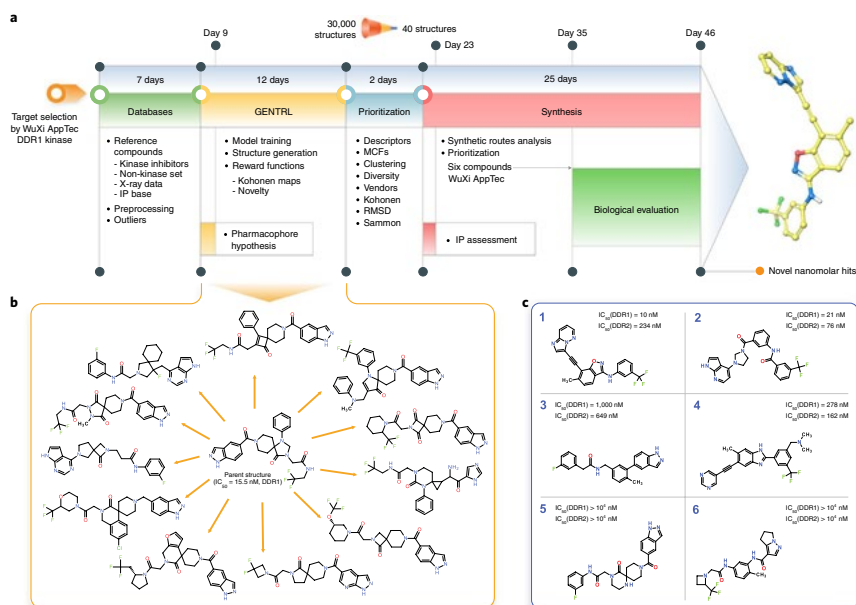 a
30,000
structures
40 structures
Day 9
Day 23
Day 35
Day 46
7 days
12 days
2 days
25 days
Target selection
by WuXi AppTec
DDR1 kinase
Databases
GENTRL
Prioritization
Synthesis
• Reference
compounds
- Kinase inhibitors
- Non-kinase set
- X-ray data
- IP base
• Preprocessing
• Outliers
• Model training
• Structure generation
• Reward functions
- Kohonen maps
- Novelty
• Pharmacophore
hypothesis
• Descriptors
• MCFs
• Clustering
• Diversity
• Vendors
• Kohonen
• RMSD
• Sammon
• Synthetic routes analysis
• Prioritization
Six compounds
WuXi AppTec
• IP assessment
Biological evaluation
Novel nanomolar hits
b
Parent structure
(IC50 = 15.5 nM, DDR1)
c
1
IC50(DDR1) = 10 nM
IC50(DDR2) = 234 nM
2
IC50(DDR1) = 21 nM
IC50(DDR2) = 76 nM
3
IC50(DDR1) = 1,000 nM
IC50(DDR2) = 649 nM
4
IC50(DDR1) = 278 nM
IC50(DDR2) = 162 nM
5
IC50(DDR1) > 10⁴ nM
IC50(DDR2) > 10⁴ nM
6
IC50(DDR1) > 10⁴ nM
IC50(DDR2) > 10⁴ nM